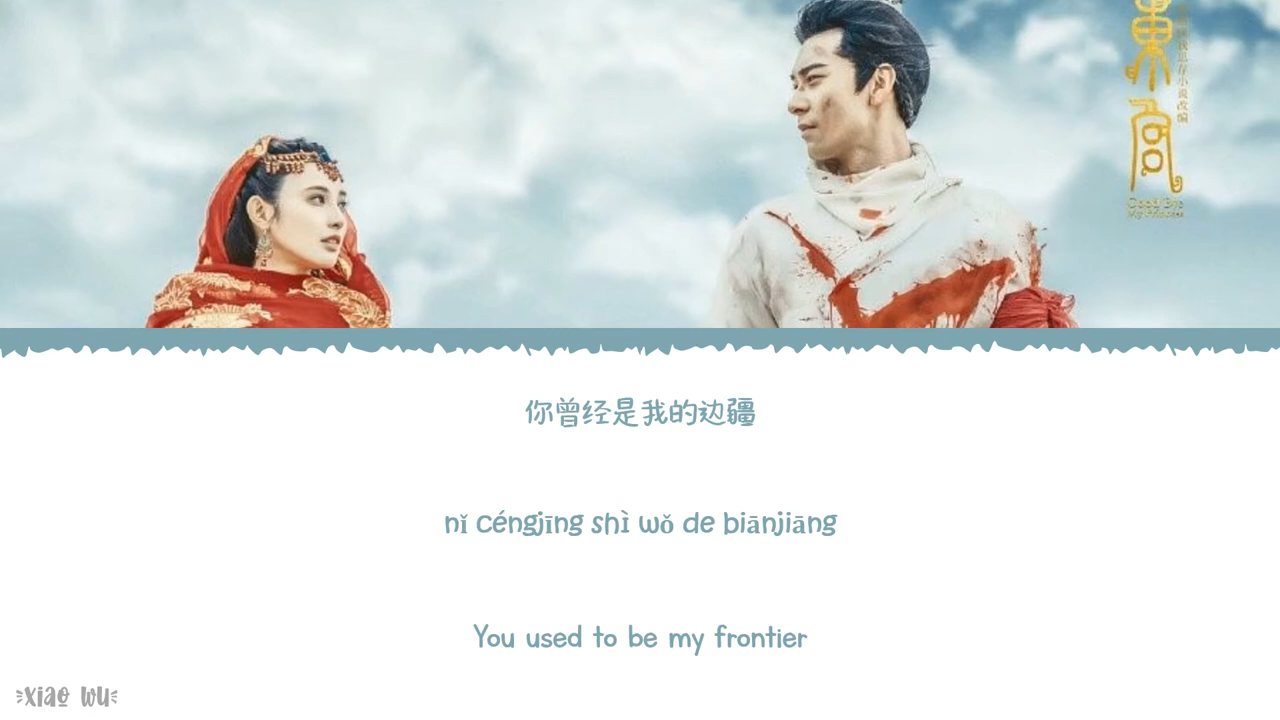 東宮
Good Bye
My Princess
你曾经是我的边疆
nǐ céngjīng shì wǒ de biānjiāng
You used to be my frontier
xiao wu